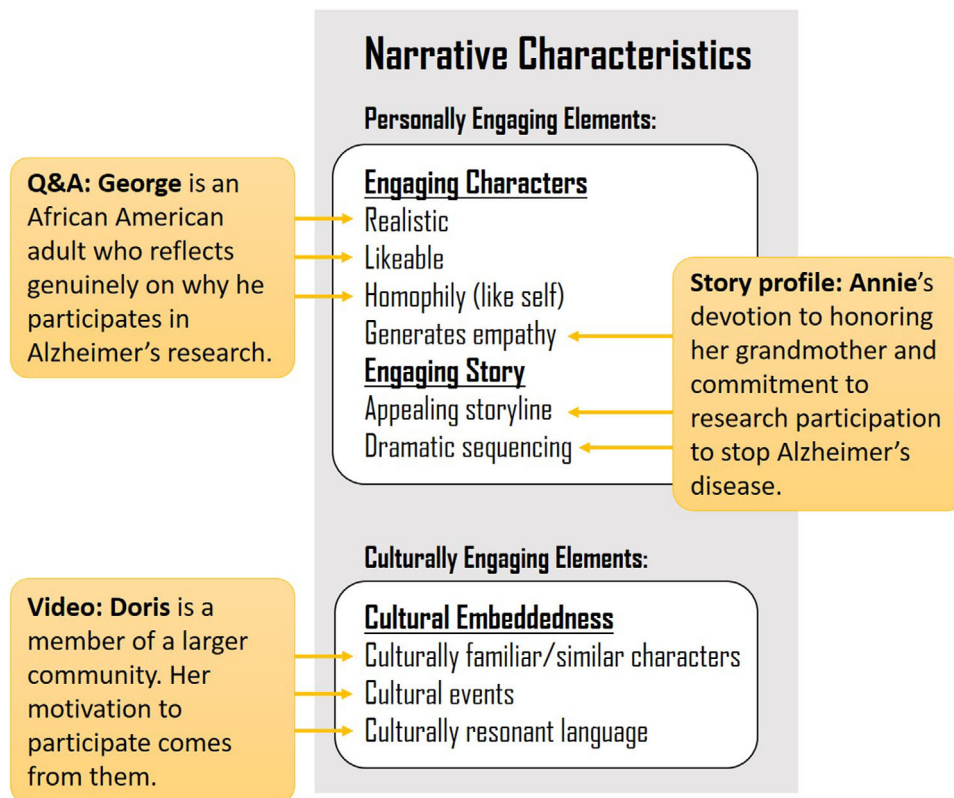 Narrative Characteristics
Personally Engaging Elements:
Q&A: George is an
African American
adult who reflects
genuinely on why he
participates in
Alzheimer’s research.
Engaging Characters
Realistic
Likeable
Homophily (like self)
Generates empathy
Engaging Story
Appealing storyline
Dramatic sequencing
Story profile: Annie’s
devotion to honoring
her grandmother and
commitment to
research participation
to stop Alzheimer’s
disease.
Culturally Engaging Elements:
Video: Doris is a
member of a larger
community. Her
motivation to
participate comes
from them.
Cultural Embeddedness
Culturally familiar/similar characters
Cultural events
Culturally resonant language